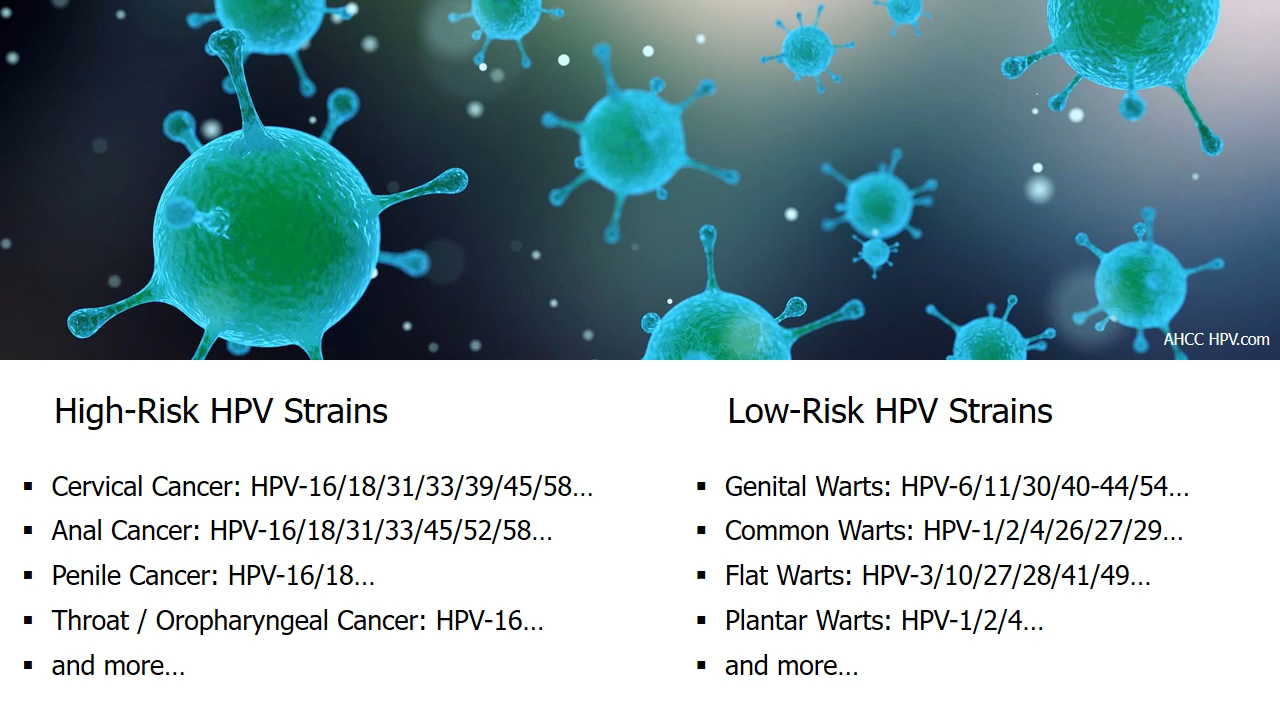 AHCC HPV.com
High-Risk HPV Strains
▪ Cervical Cancer: HPV-16/18/31/33/39/45/58...
▪ Anal Cancer: HPV-16/18/31/33/45/52/58...
▪ Penile Cancer: HPV-16/18...
▪ Throat / Oropharyngeal Cancer: HPV-16...
▪ and more...
Low-Risk HPV Strains
▪ Genital Warts: HPV-6/11/30/40-44/54...
▪ Common Warts: HPV-1/2/4/26/27/29...
▪ Flat Warts: HPV-3/10/27/28/41/49...
▪ Plantar Warts: HPV-1/2/4...
▪ and more...